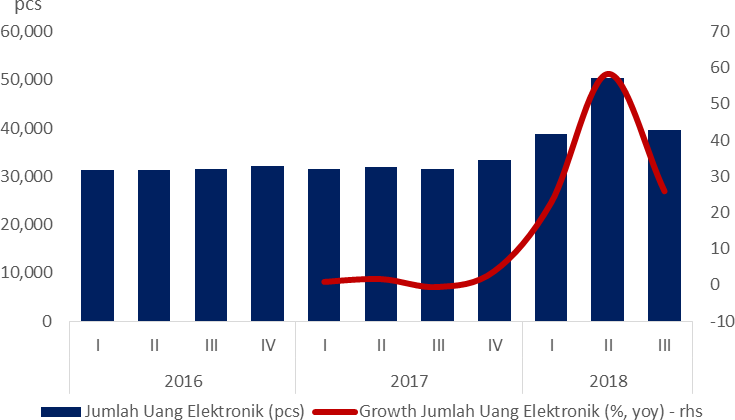 pcs
60,000 70
50,000 60
40,000 50
30,000 40
20,000 30
10,000 20
0 10
0
-10
I II III IV I II III IV I II III
2016 2017 2018
Jumlah Uang Elektronik (pcs) Growth Jumlah Uang Elektronik (%, yoy) - rhs